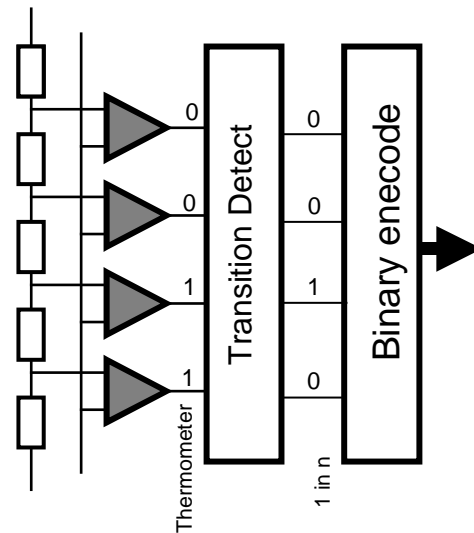 0
0
1
1
Thermometer
Transition Detect
0
0
1
0
1 in n
Binary enecode